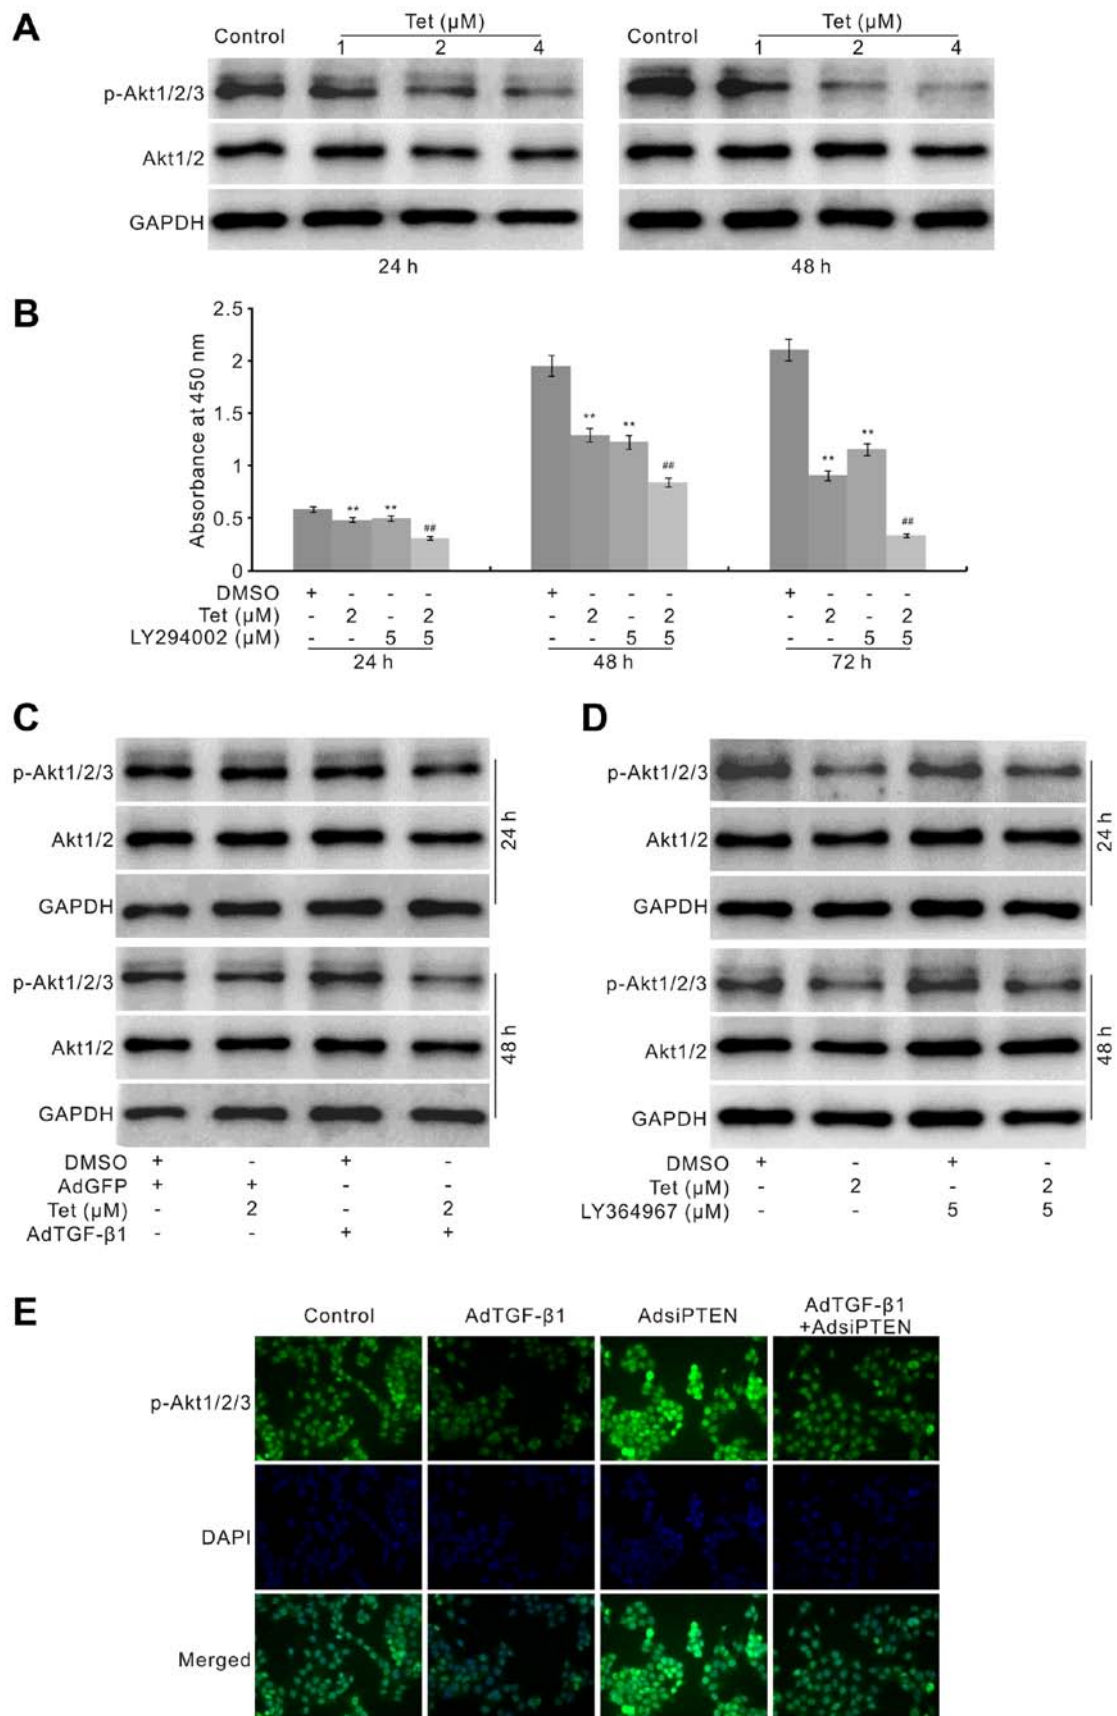 A
Control
Tet (μM)
1 2 4
Control
Tet (μM)
1 2 4
p-Akt1/2/3
Akt1/2
GAPDH
24 h
48 h
B
Absorbance at 450 nm
2.5
2
1.5
1
0.5
0
** ** ##
** ** ##
** ** ##
DMSO + - - - + - - - + - - -
Tet (μM) - 2 - 2 - 2 - 2 - 2 - 2
LY294002 (μM) - - 5 5 - - 5 5 - - 5 5
24 h 48 h 72 h
C
p-Akt1/2/3
Akt1/2
GAPDH
24 h
p-Akt1/2/3
Akt1/2
GAPDH
48 h
DMSO + - + -
AdGFP + + - -
Tet (μM) - 2 - 2
AdTGF-β1 - - + +
D
p-Akt1/2/3
Akt1/2
GAPDH
24 h
p-Akt1/2/3
Akt1/2
GAPDH
48 h
DMSO + - + -
Tet (μM) - 2 - 2
LY364967 (μM) - - 5 5
E
Control
AdTGF-β1
AdsiPTEN
AdTGF-β1
+AdsiPTEN
p-Akt1/2/3
DAPI
Merged